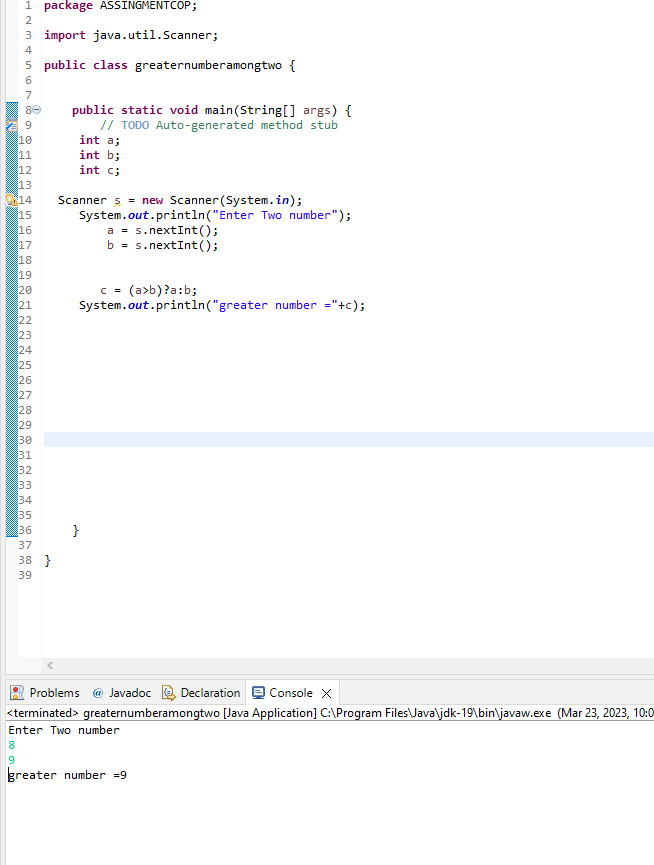 1 package ASSINGMENTCOP;
2
3 import java.util.Scanner;
4
5 public class greaternumberamongtwo {
6
7
8 public static void main(String[] args) {
9 // TODO Auto-generated method stub
10 int a;
11 int b;
12 int c;
13
14 Scanner s = new Scanner(System.in);
15 System.out.println("Enter Two number");
16 a = s.nextInt();
17 b = s.nextInt();
18
19
20 c = (a>b)?a:b;
21 System.out.println("greater number ="+c);
22
23
24
25
26
27
28
29
30
31
32
33
34
35
36 }
37
38 }
39
Problems @ Javadoc Declaration Console
<terminated> greaternumberamongtwo [Java Application] C:\Program Files\Java\jdk-19\bin\javaw.exe (Mar 23, 2023, 10:0
Enter Two number
8
9
greater number =9